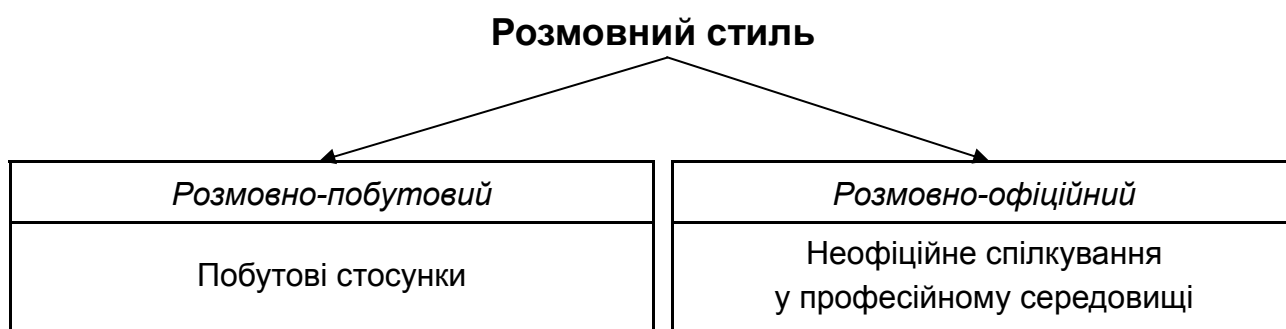 Розмовний стиль
Розмовно-побутовий
Розмовно-офіційний
Побутові стосунки
Неофіційне спілкування
у професійному середовищі